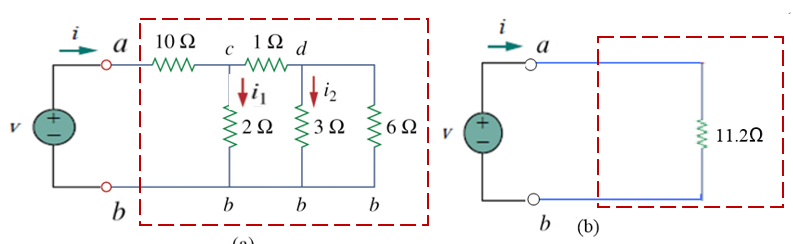 i a 10 Ω c 1 Ω d
i₁ i₂
v + − 2 Ω 3 Ω 6 Ω
b b b b
(a)
i a
v + − 11.2Ω
b (b)